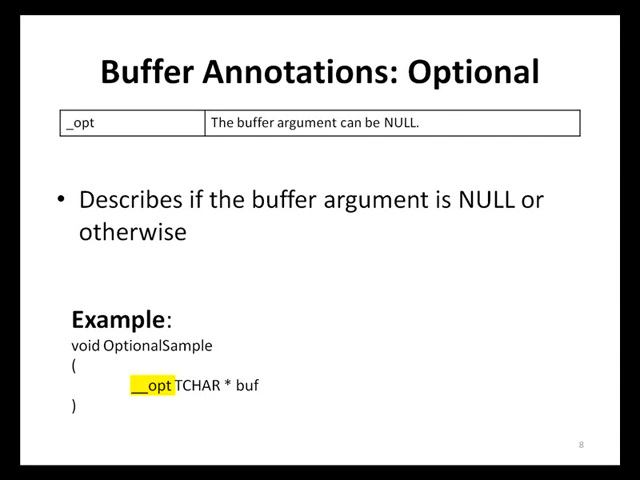 Buffer Annotations: Optional
_opt The buffer argument can be NULL.
• Describes if the buffer argument is NULL or
otherwise
Example:
void OptionalSample
(
__opt TCHAR * buf
)
8